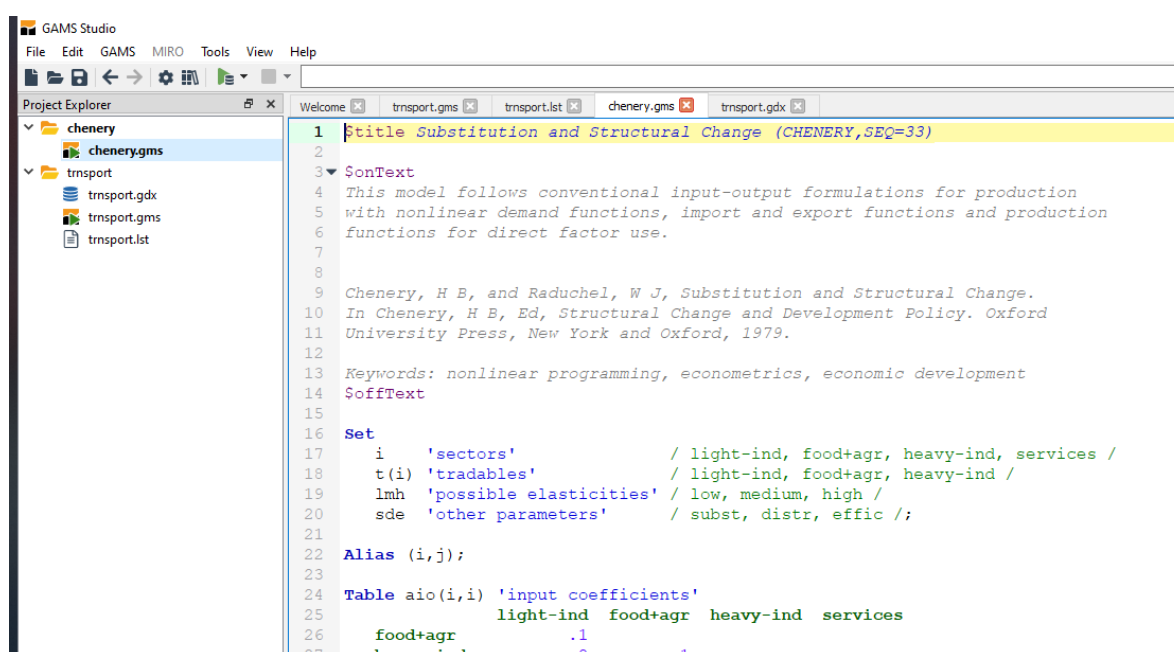 GAMS Studio
File Edit GAMS MIRO Tools View Help
Project Explorer
chenery
chenery.gms
trnsport
trnsport.gdx
trnsport.gms
trnsport.lst
Welcome trnsport.gms trnsport.lst chenery.gms trnsport.gdx
1 $title Substitution and Structural Change (CHENERY,SEQ=33)
2
3 $onText
4 This model follows conventional input-output formulations for production
5 with nonlinear demand functions, import and export functions and production
6 functions for direct factor use.
7
8
9 Chenery, H B, and Raduchel, W J, Substitution and Structural Change.
10 In Chenery, H B, Ed, Structural Change and Development Policy. Oxford
11 University Press, New York and Oxford, 1979.
12
13 Keywords: nonlinear programming, econometrics, economic development
14 $offText
15
16 Set
17 i 'sectors' / light-ind, food+agr, heavy-ind, services /
18 t(i) 'tradables' / light-ind, food+agr, heavy-ind /
19 lmh 'possible elasticities' / low, medium, high /
20 sde 'other parameters' / subst, distr, effic /;
21
22 Alias (i,j);
23
24 Table aio(i,i) 'input coefficients'
25 light-ind food+agr heavy-ind services
26 food+agr .1